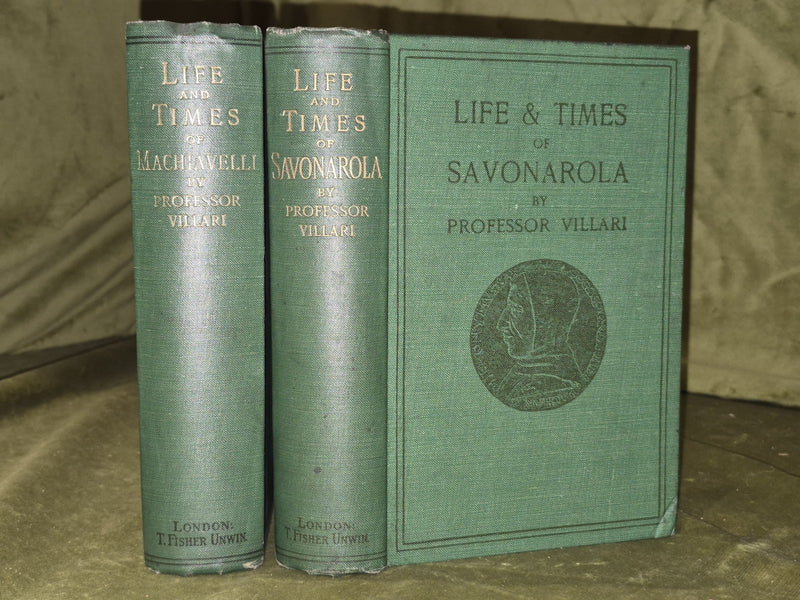 LIFE
AND
TIMES
OF
MACHIAVELLI
BY
PROFESSOR
VILLARI
LONDON:
T. FISHER UNWIN
LIFE
AND
TIMES
OF
SAVONAROLA
BY
PROFESSOR
VILLARI
LONDON:
T. FISHER UNWIN
LIFE & TIMES
OF
SAVONAROLA
BY
PROFESSOR VILLARI